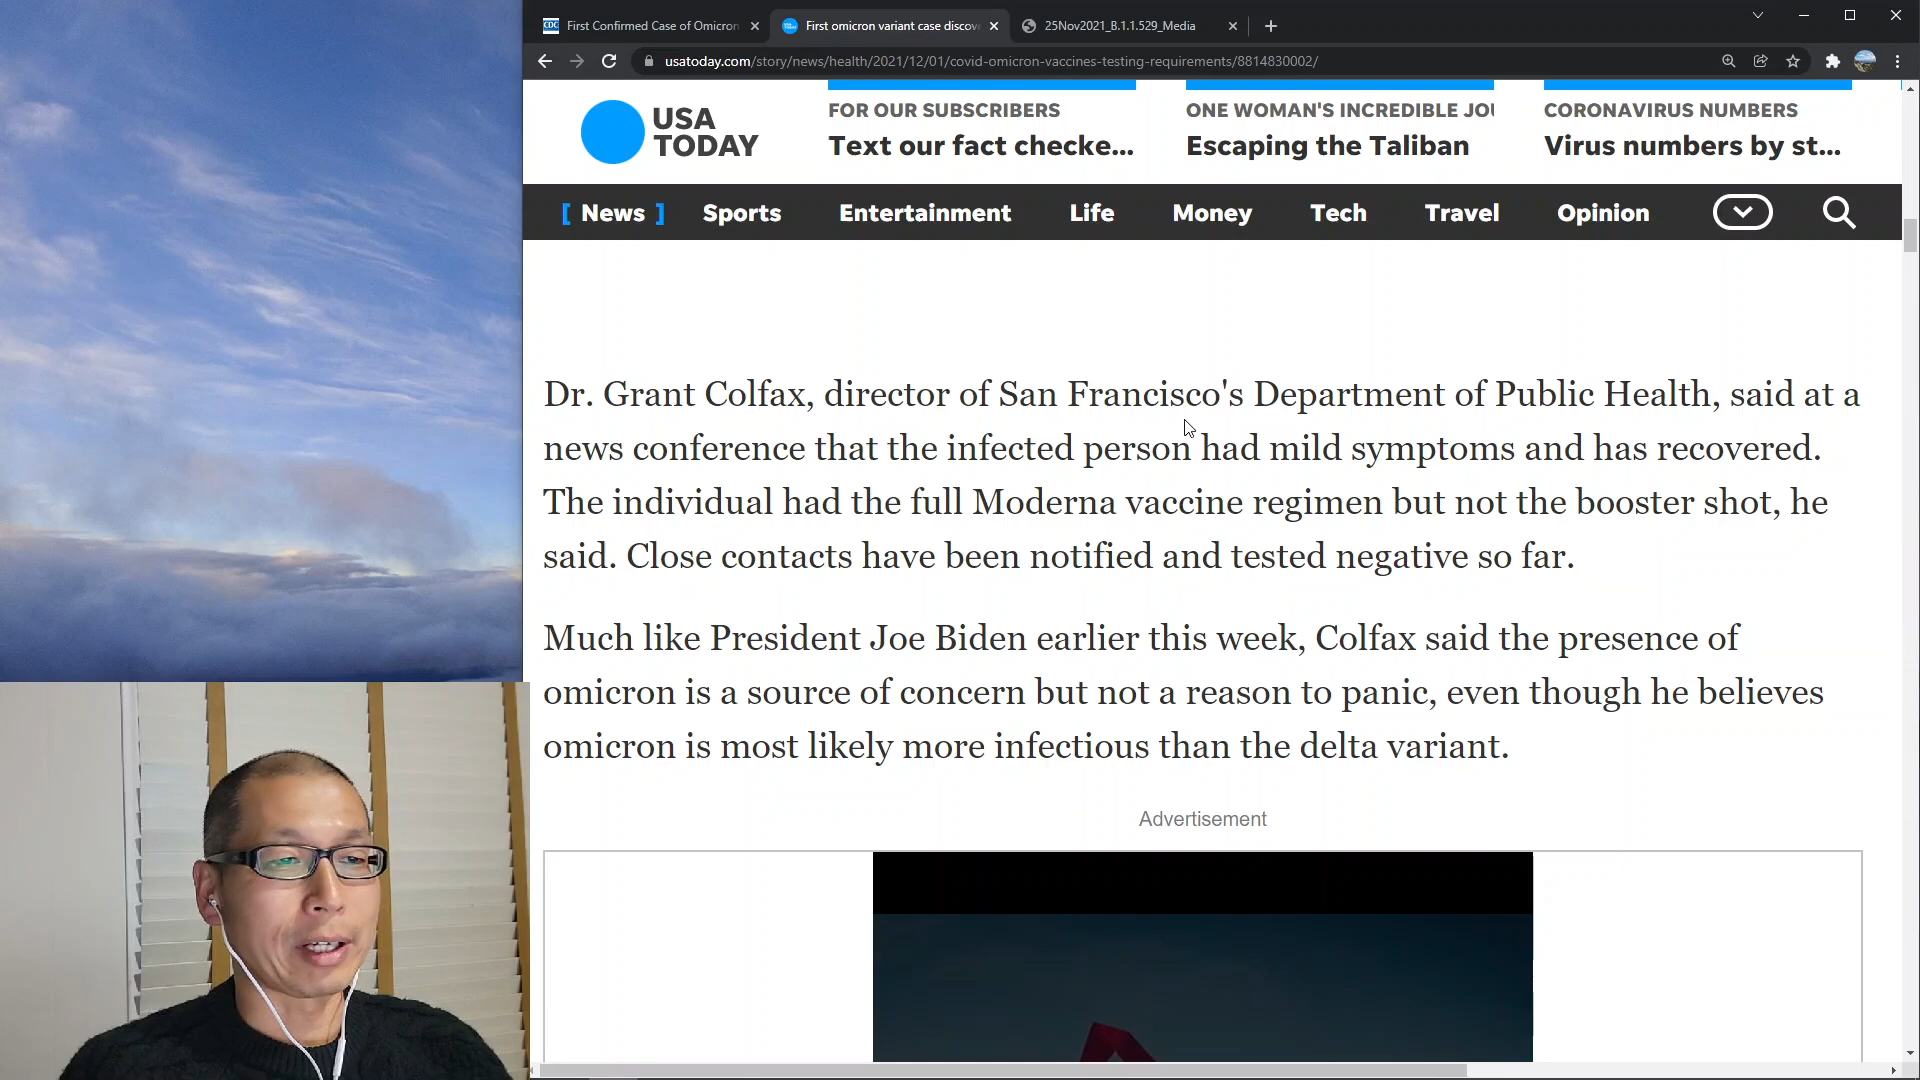 First Confirmed Case of Omicron
First omicron variant case discov
25Nov2021_B.1.1.529_Media
usatoday.com/story/news/health/2021/12/01/covid-omicron-vaccines-testing-requirements/8814830002/
USA
TODAY
FOR OUR SUBSCRIBERS
Text our fact checke...
ONE WOMAN'S INCREDIBLE JOU
Escaping the Taliban
CORONAVIRUS NUMBERS
Virus numbers by st...
[ News ] Sports Entertainment Life Money Tech Travel Opinion
Dr. Grant Colfax, director of San Francisco's Department of Public Health, said at a
news conference that the infected person had mild symptoms and has recovered.
The individual had the full Moderna vaccine regimen but not the booster shot, he
said. Close contacts have been notified and tested negative so far.
Much like President Joe Biden earlier this week, Colfax said the presence of
omicron is a source of concern but not a reason to panic, even though he believes
omicron is most likely more infectious than the delta variant.
Advertisement